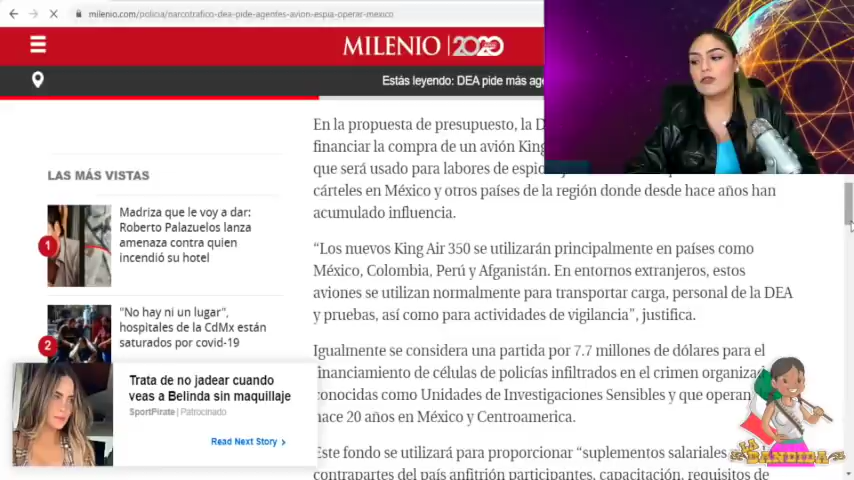 milenio.com/policia/narcotrafico-dea-pide-agentes-avion-espia-operar-mexico
MILENIO | 2020
Estás leyendo: DEA pide más age
LAS MÁS VISTAS
1
Madriza que le voy a dar:
Roberto Palazuelos lanza
amenaza contra quien
incendió su hotel
2
"No hay ni un lugar",
hospitales de la CdMx están
saturados por covid-19
Trata de no jadear cuando
veas a Belinda sin maquillaje
SportPirate | Patrocinado
Read Next Story >
En la propuesta de presupuesto, la D
financiar la compra de un avión King
que será usado para labores de
cárteles en México y otros países de la región donde desde hace años han
acumulado influencia.
“Los nuevos King Air 350 se utilizarán principalmente en países como
México, Colombia, Perú y Afganistán. En entornos extranjeros, estos
aviones se utilizan normalmente para transportar carga, personal de la DEA
y pruebas, así como para actividades de vigilancia”, justifica.
Igualmente se considera una partida por 7.7 millones de dólares para el
financiamiento de células de policías infiltrados en el crimen organizad
conocidas como Unidades de Investigaciones Sensibles y que operan
hace 20 años en México y Centroamerica.
Este fondo se utilizará para proporcionar “suplementos salariales
contrapartes del país anfitrión participantes, capacitación, requisitos de
LA
BANDIDA